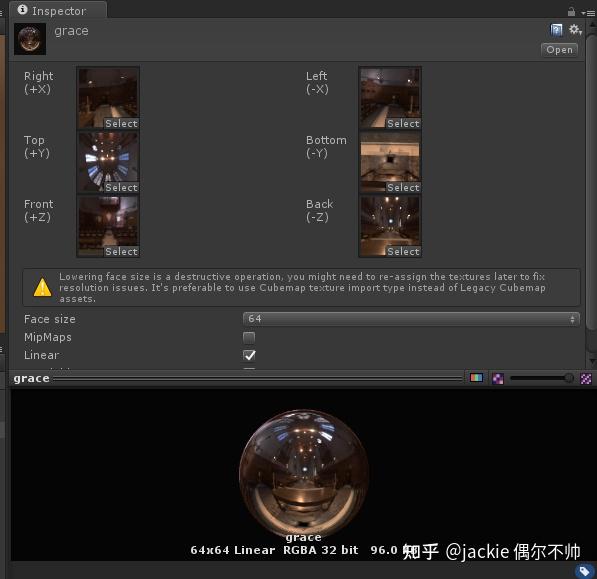 Inspector
grace
Open
Right
(+X)
Select
Left
(-X)
Select
Top
(+Y)
Select
Bottom
(-Y)
Select
Front
(+Z)
Select
Back
(-Z)
Select
Lowering face size is a destructive operation, you might need to re-assign the textures later to fix
resolution issues. It's preferable to use Cubemap texture import type instead of Legacy Cubemap
assets.
Face size
64
MipMaps
Linear
grace
grace
64x64 Linear RGBA 32 bit 96.0
知乎 @jackie 偶尔不帅